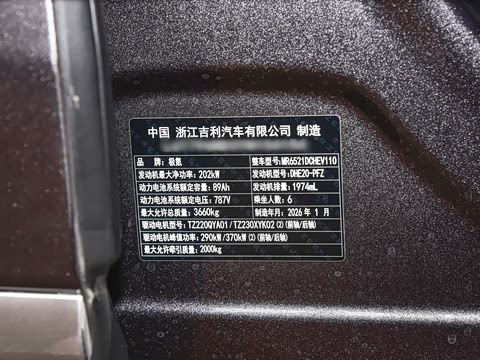 中国 浙江吉利汽车有限公司 制造
品牌：极氪 整车型号：MR6521DCHEV110
发动机最大净功率：202kW 发动机型号：DHE20-PFZ
动力电池系统额定容量：89Ah 发动机排量：1974mL
动力电池系统额定电压：787V 乘坐人数：6
最大允许总质量：3660kg 制造年月：2026 年 1 月
驱动电机型号：TZ220QYA01/TZ230XYK02 (2) (前轴/后轴)
驱动电机峰值功率：290kW/370kW (2) (前轴/后轴)
最大允许牵引质量：2000kg